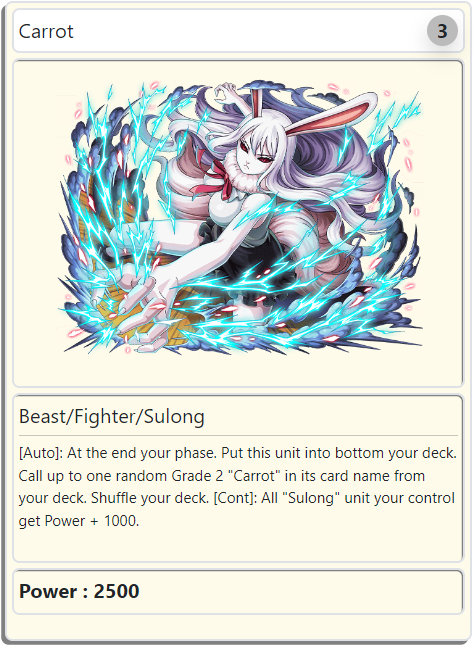 Carrot 3
Beast/Fighter/Sulong
[Auto]: At the end your phase. Put this unit into bottom your deck.
Call up to one random Grade 2 "Carrot" in its card name from
your deck. Shuffle your deck. [Cont]: All "Sulong" unit your control
get Power + 1000.
Power : 2500